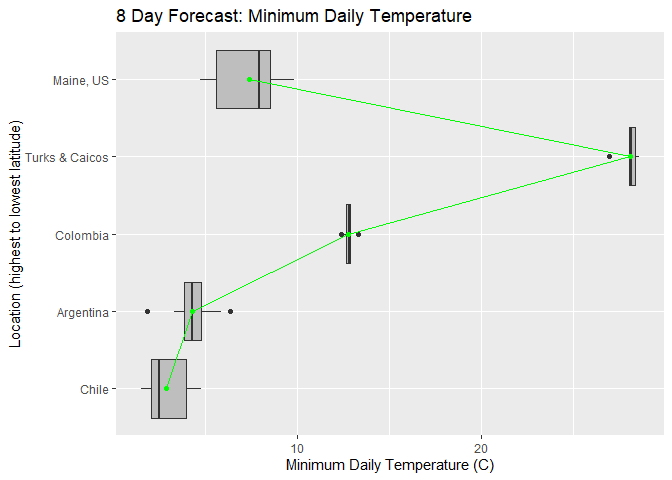 8 Day Forecast: Minimum Daily Temperature
Location (highest to lowest latitude)
Maine, US
Turks & Caicos
Colombia
Argentina
Chile
10 20
Minimum Daily Temperature (C)